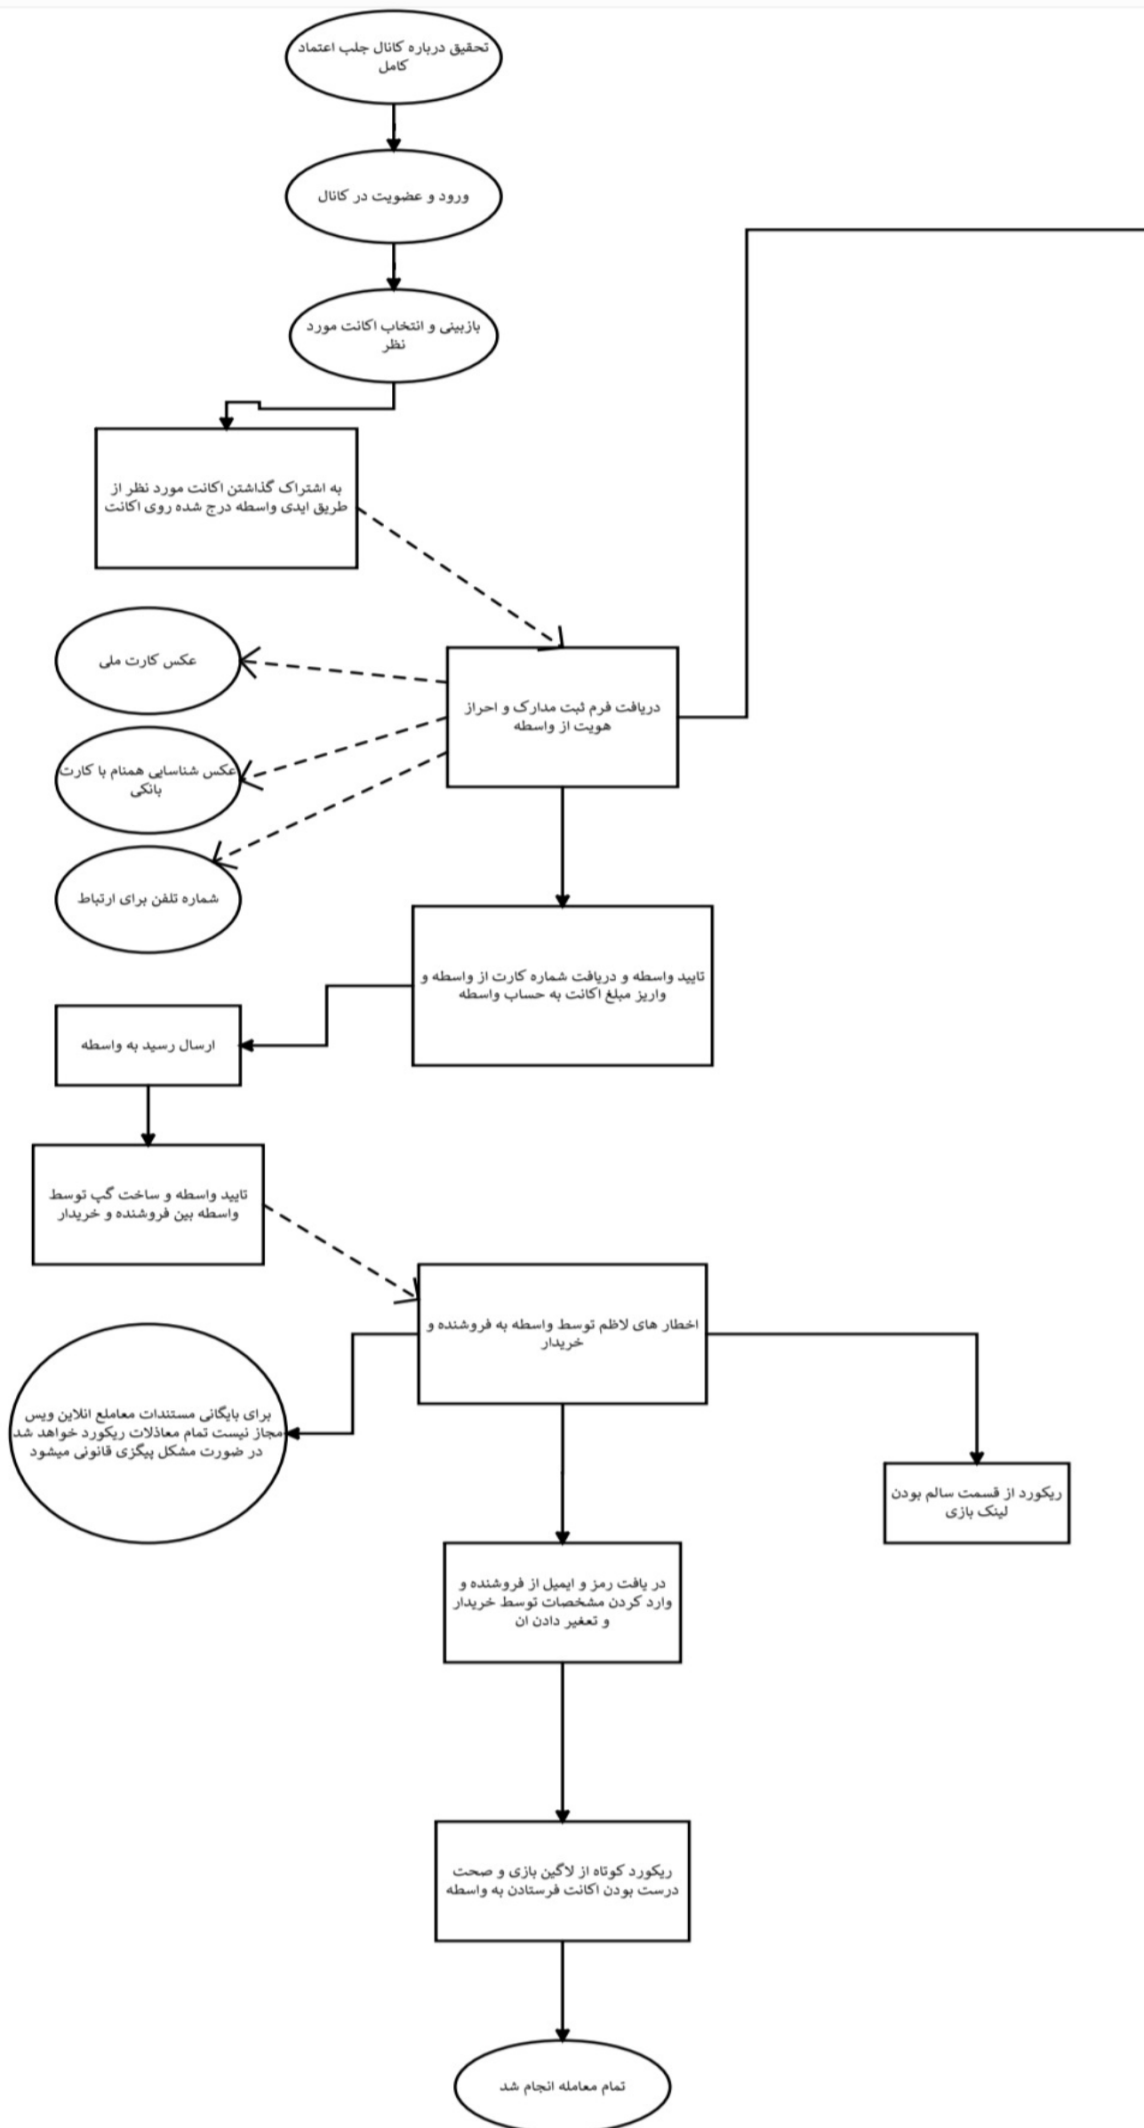 تحقیق درباره کانال جلب اعتماد
کامل
ورود و عضویت در کانال
بازبینی و انتخاب اکانت مورد
نظر
به اشتراک گذاشتن اکانت مورد نظر از
طریق ایدی واسطه درج شده روی اکانت
عکس کارت ملی
دریافت فرم ثبت مدارک و احراز
هویت از واسطه
عکس شناسایی همنام با کارت
بانکی
شماره تلفن برای ارتباط
تایید واسطه و دریافت شماره کارت از واسطه و
واریز مبلغ اکانت به حساب واسطه
ارسال رسید به واسطه
تایید واسطه و ساخت گپ توسط
واسطه بین فروشنده و خریدار
اخطار های لاظم توسط واسطه به فروشنده و
خریدار
برای بایگانی مستندات معاملع انلاین ویس
مجاز نیست تمام معاذلات ریکورد خواهد شد
در ضورت مشکل پیگزی قانونی میشود
ریکورد از قسمت سالم بودن
لینک بازی
در یافت رمز و ایمیل از فروشنده و
وارد کردن مشخصات توسط خریدار
و تعغیر دادن ان
ریکورد کوتاه از لاگین بازی و صحت
درست بودن اکانت فرستادن به واسطه
تمام معامله انجام شد